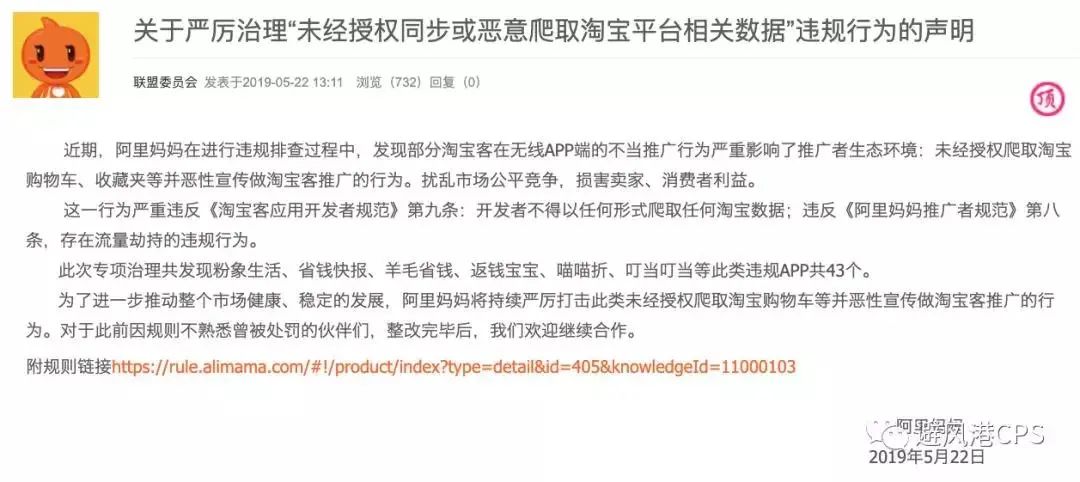 关于严厉治理“未经授权同步或恶意爬取淘宝平台相关数据”违规行为的声明
联盟委员会 发表于2019-05-22 13:11 浏览（732）回复（0）
顶
近期，阿里妈妈在进行违规排查过程中，发现部分淘宝客在无线APP端的不当推广行为严重影响了推广者生态环境：未经授权爬取淘宝
购物车、收藏夹等并恶性宣传做淘宝客推广的行为。扰乱市场公平竞争，损害卖家、消费者利益。
这一行为严重违反《淘宝客应用开发者规范》第九条：开发者不得以任何形式爬取任何淘宝数据；违反《阿里妈妈推广者规范》第八
条，存在流量劫持的违规行为。
此次专项治理共发现粉象生活、省钱快报、羊毛省钱、返钱宝宝、喵喵折、叮当叮当等此类违规APP共43个。
为了进一步推动整个市场健康、稳定的发展，阿里妈妈将持续严厉打击此类未经授权爬取淘宝购物车等并恶性宣传做淘宝客推广的行
为。对于此前因规则不熟悉曾被处罚的伙伴们，整改完毕后，我们欢迎继续合作。
附规则链接https://rule.alimama.com/#!/product/index?type=detail&id=405&knowledgeId=11000103
阿里妈妈
避风港CPS
2019年5月22日